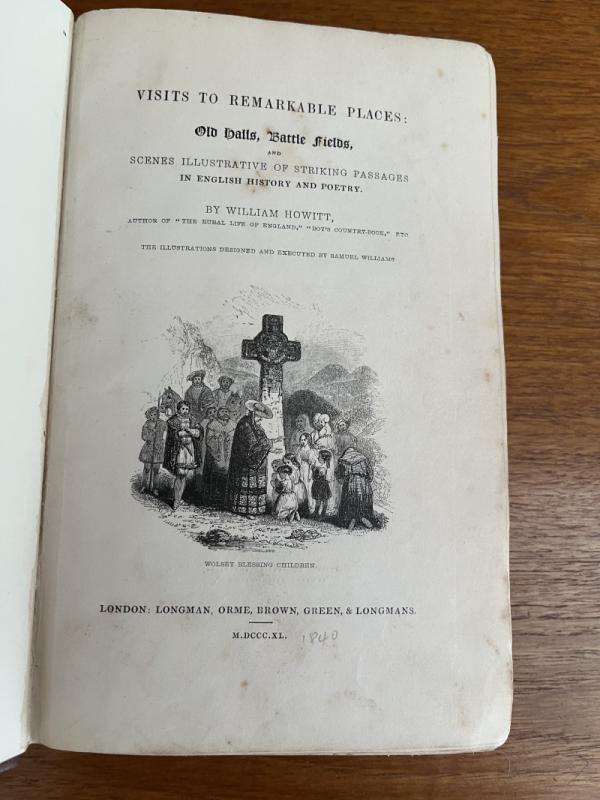 VISITS TO REMARKABLE PLACES:
Old Halls, Battle Fields,
AND
SCENES ILLUSTRATIVE OF STRIKING PASSAGES
IN ENGLISH HISTORY AND POETRY.
BY WILLIAM HOWITT,
AUTHOR OF "THE RURAL LIFE OF ENGLAND," "BOY'S COUNTRY-BOOK," ETC
THE ILLUSTRATIONS DESIGNED AND EXECUTED BY SAMUEL WILLIAMS
WOLSEY BLESSING CHILDREN.
LONDON: LONGMAN, ORME, BROWN, GREEN, & LONGMANS.
M.DCCC.XL. 1840